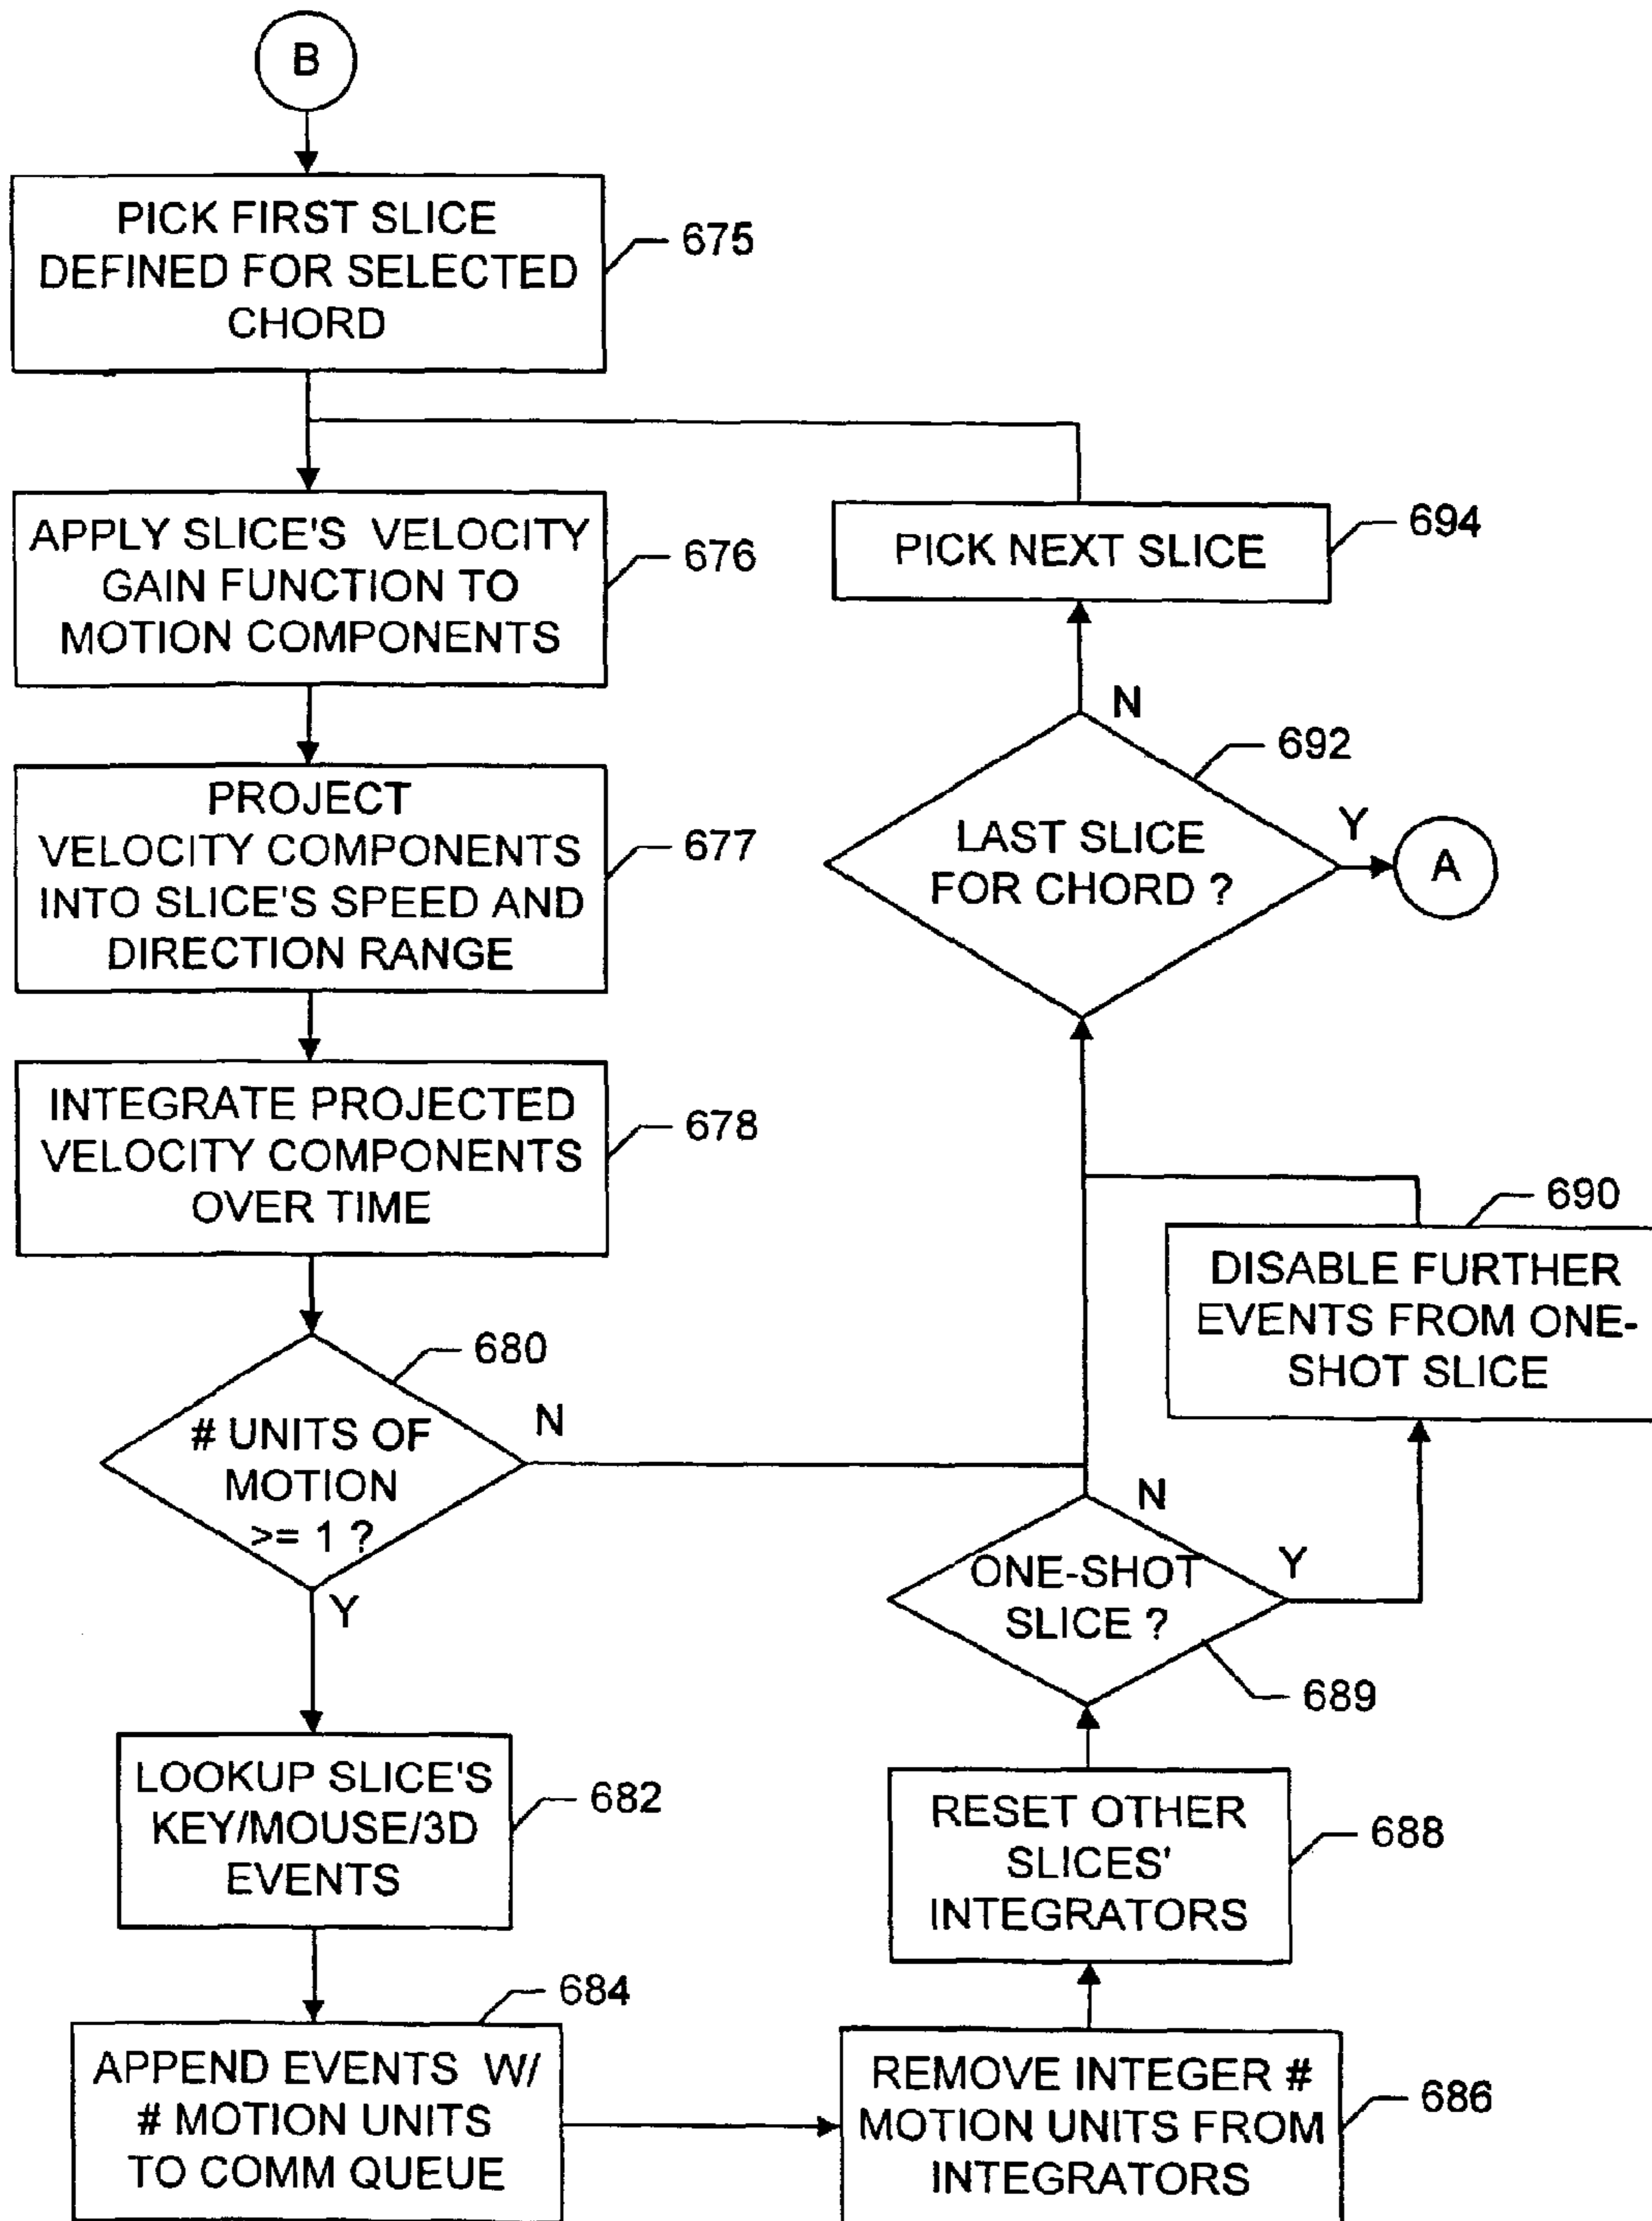 B
PICK FIRST SLICE
DEFINED FOR SELECTED
CHORD
675
APPLY SLICE'S VELOCITY
GAIN FUNCTION TO
MOTION COMPONENTS
676
PROJECT
VELOCITY COMPONENTS
INTO SLICE'S SPEED AND
DIRECTION RANGE
677
INTEGRATE PROJECTED
VELOCITY COMPONENTS
OVER TIME
678
# UNITS OF
MOTION
>= 1 ?
680
N
Y
LOOKUP SLICE'S
KEY/MOUSE/3D
EVENTS
682
APPEND EVENTS W/
# MOTION UNITS
TO COMM QUEUE
684
REMOVE INTEGER #
MOTION UNITS FROM
INTEGRATORS
686
RESET OTHER
SLICES'
INTEGRATORS
688
ONE-SHOT
SLICE ?
689
N
Y
DISABLE FURTHER
EVENTS FROM ONE-
SHOT SLICE
690
LAST SLICE
FOR CHORD ?
692
N
Y
A
PICK NEXT SLICE
694